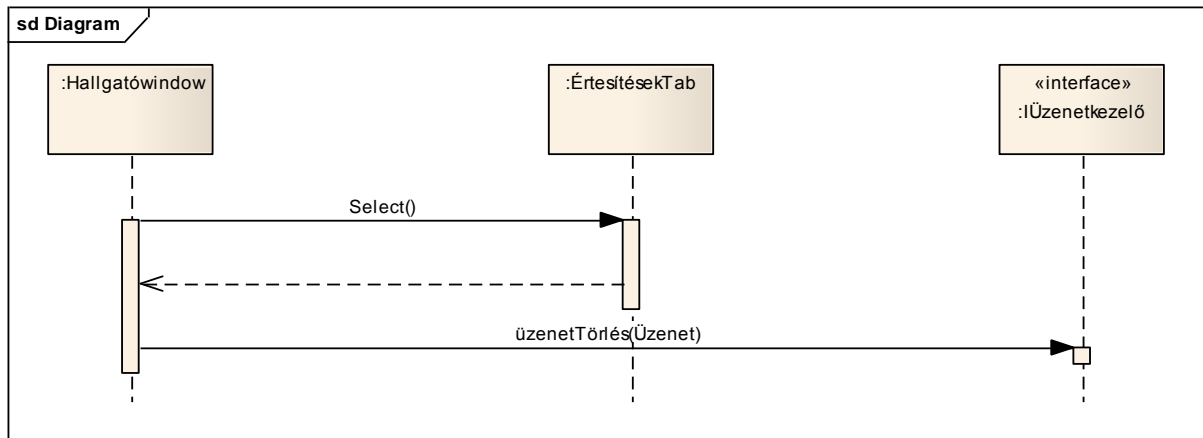 sd Diagram
:Hallgatówindow
:ÉrtesítésekTab
«interface»
:IÜzenetkezelő
Select()
üzenetTörlés(Üzenet)